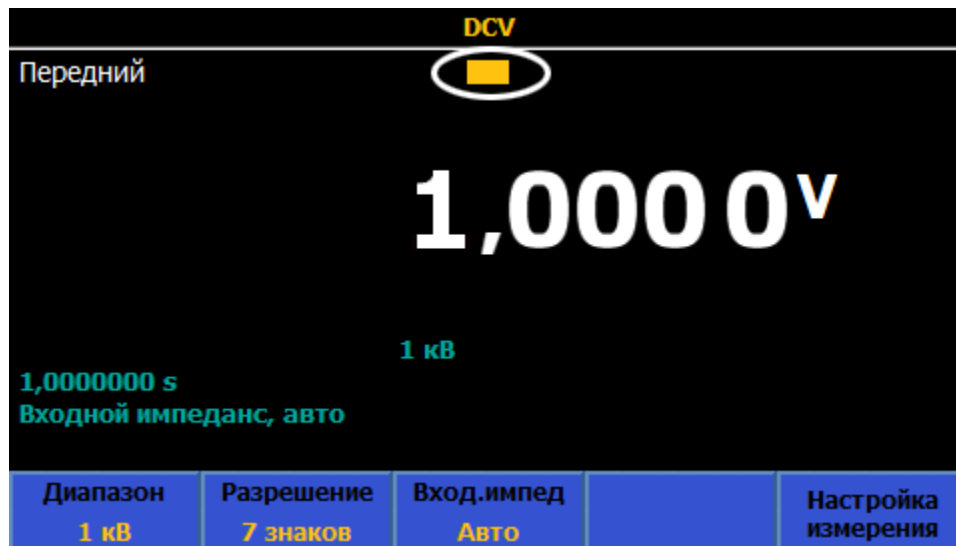 DCV
Передний
1,000 0 V
1 кВ
1,0000000 s
Входной импеданс, авто
Диапазон Разрешение Вход.импед Настройка
1 кВ 7 знаков Авто измерения